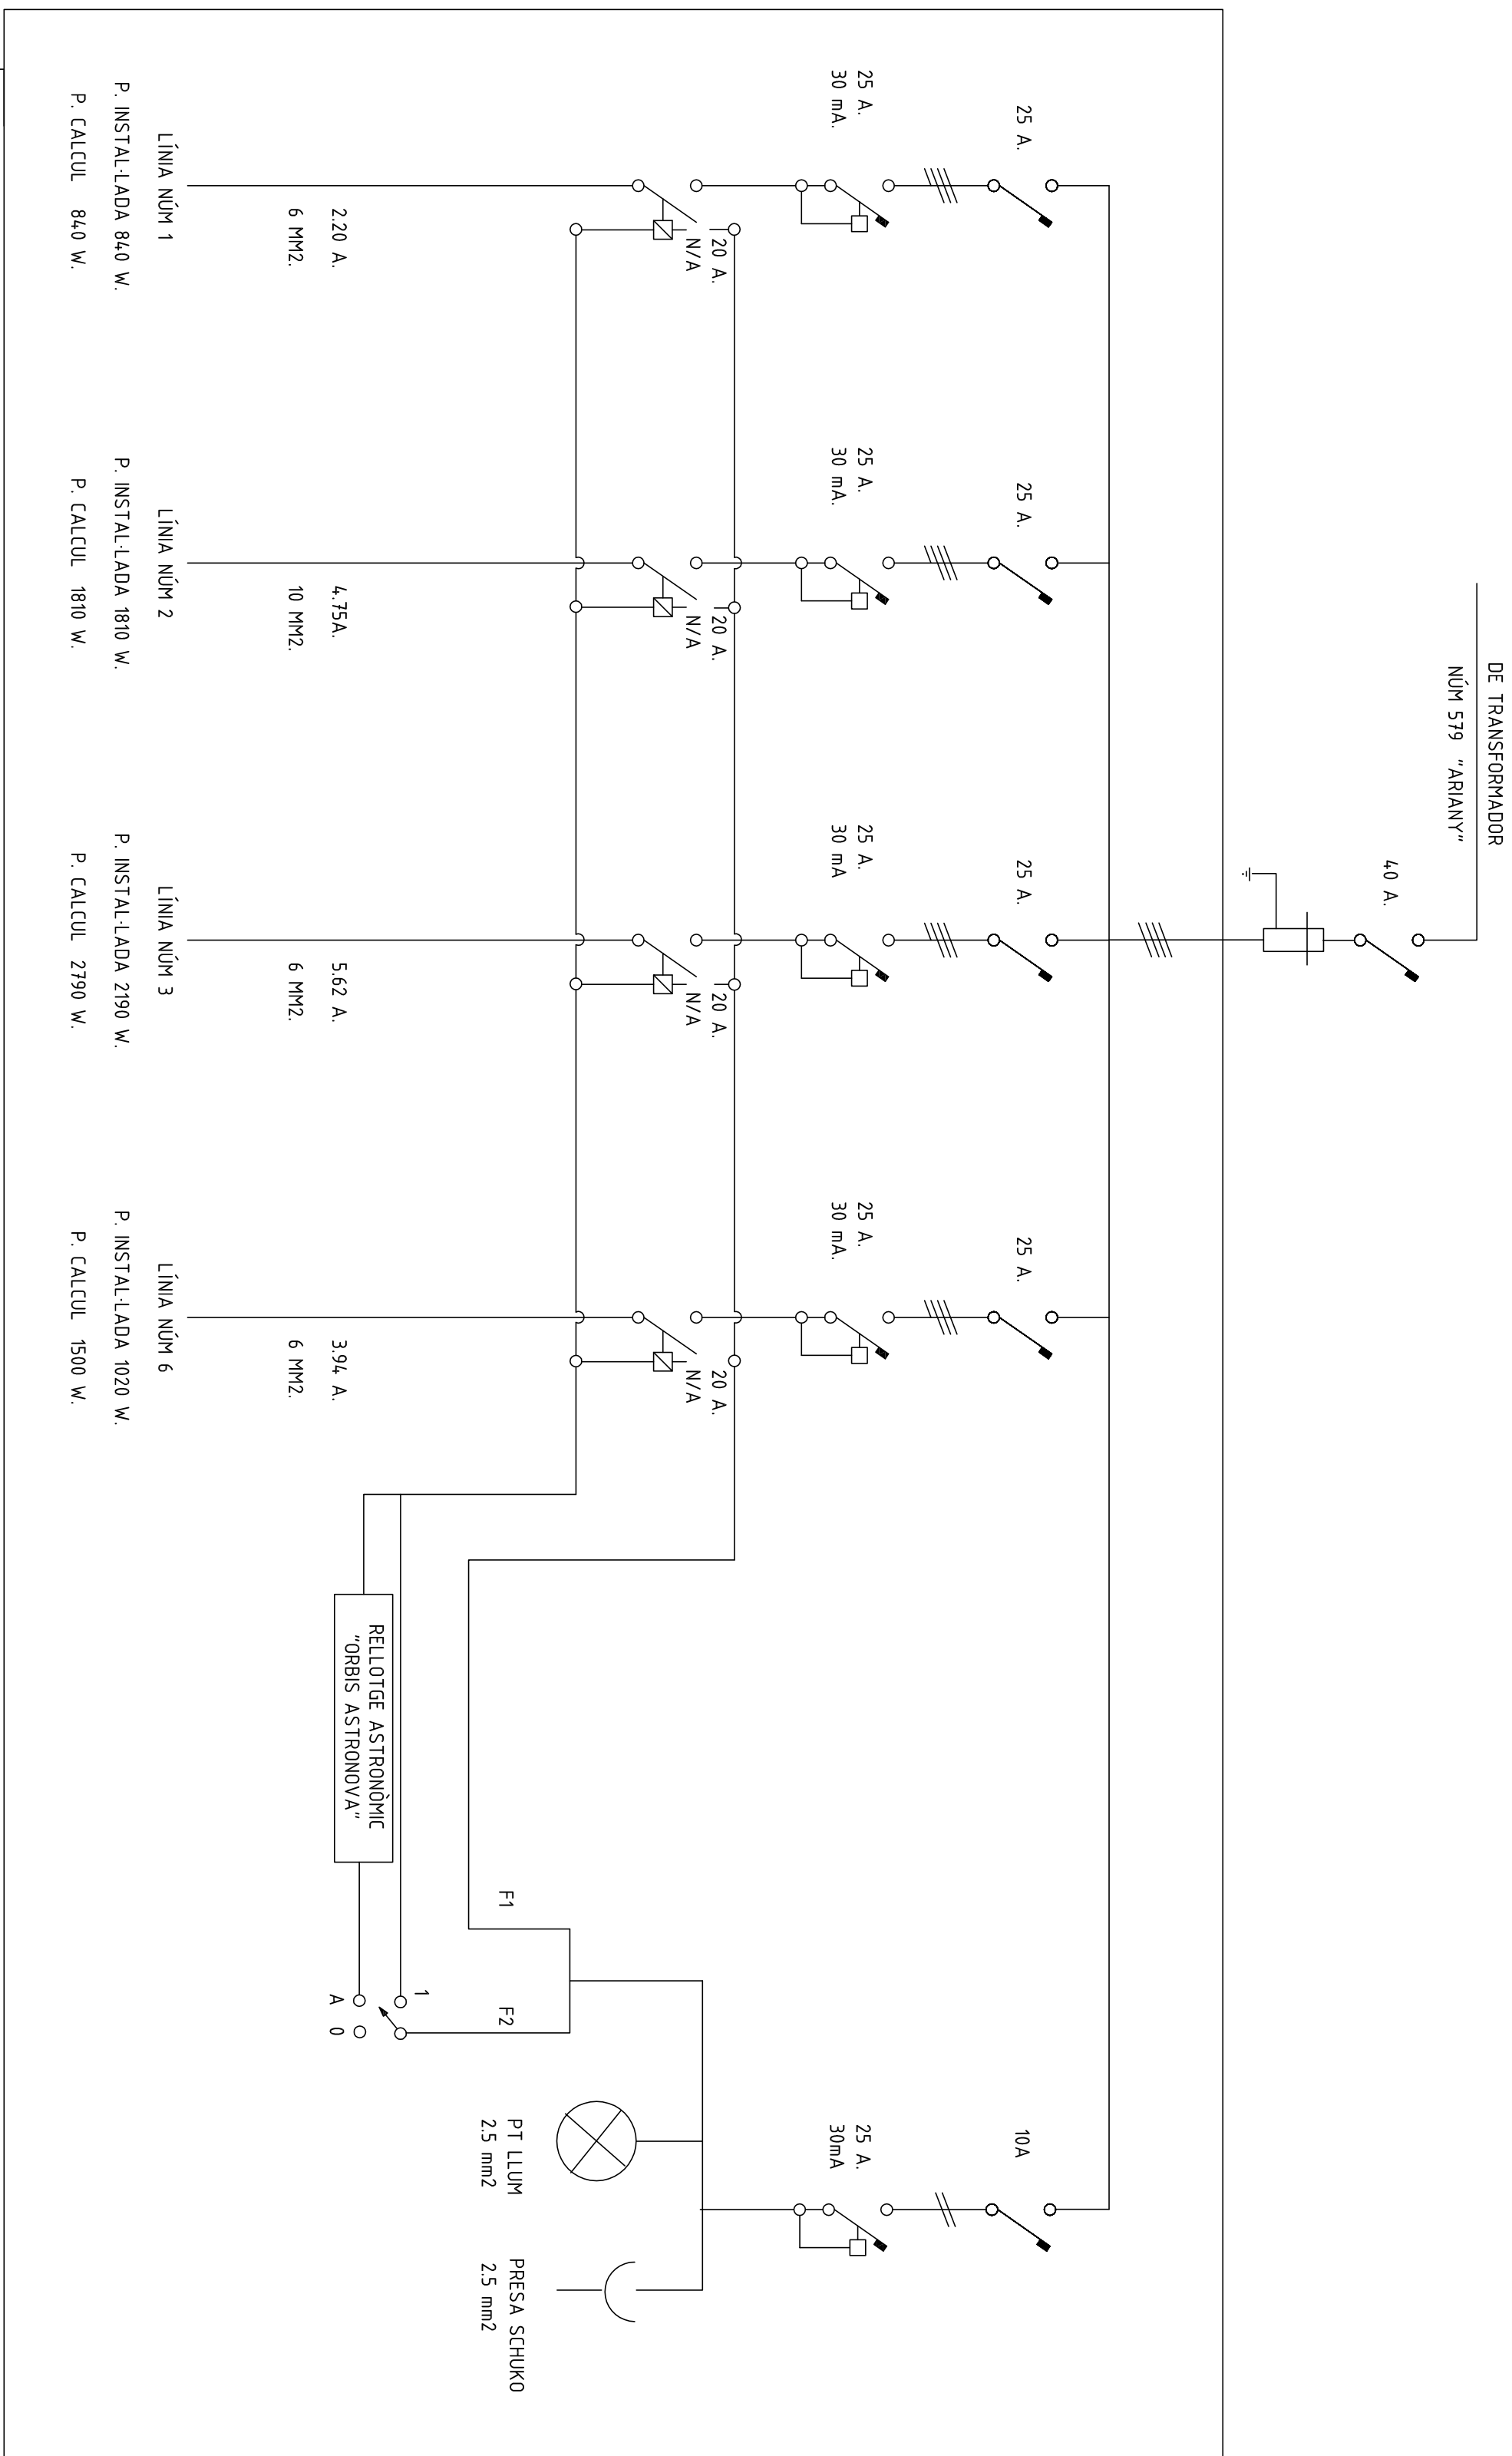 DE TRANSFORMADOR
NÚM 579 "ARIANY"
40 A.
25 A.
25 A.
25 A.
25 A.
10A
25 A.
30 mA.
25 A.
30 mA.
25 A.
30 mA
25 A.
30 mA.
25 A.
30mA
20 A.
N/A
20 A.
N/A
20 A.
N/A
20 A.
N/A
F1
F2
PT LLUM
2.5 mm2
PRESA SCHUKO
2.5 mm2
1
A
0
RELLOTGE ASTRONÒMIC
"ORBIS ASTRONOVA"
2.20 A.
6 MM2.
4.75A.
10 MM2.
5.62 A.
6 MM2.
3.94 A.
6 MM2.
LÍNIA NÚM 1
P. INSTAL·LADA 840 W.
P. CALCUL 840 W.
LÍNIA NÚM 2
P. INSTAL·LADA 1810 W.
P. CALCUL 1810 W.
LÍNIA NÚM 3
P. INSTAL·LADA 2190 W.
P. CALCUL 2790 W.
LÍNIA NÚM 6
P. INSTAL·LADA 1020 W.
P. CALCUL 1500 W.